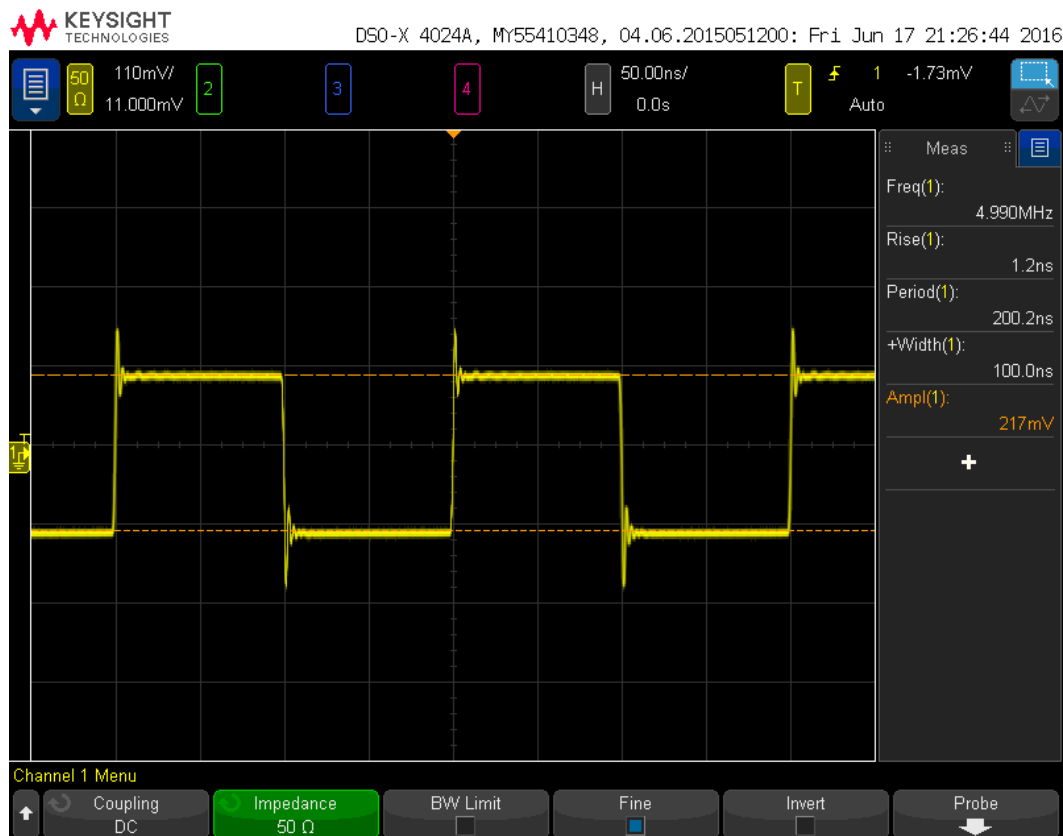 KEYSIGHT
TECHNOLOGIES
DSO-X 4024A, MY55410348, 04.06.2015051200: Fri Jun 17 21:26:44 2016
50 Ω
110mV/
11.000mV
2
3
4
H
50.00ns/
0.0s
T
1
-1.73mV
Auto
Meas
Freq(1):
4.990MHz
Rise(1):
1.2ns
Period(1):
200.2ns
+Width(1):
100.0ns
Ampl(1):
217mV
+
T
1
Channel 1 Menu
Coupling
DC
Impedance
50 Ω
BW Limit
Fine
Invert
Probe